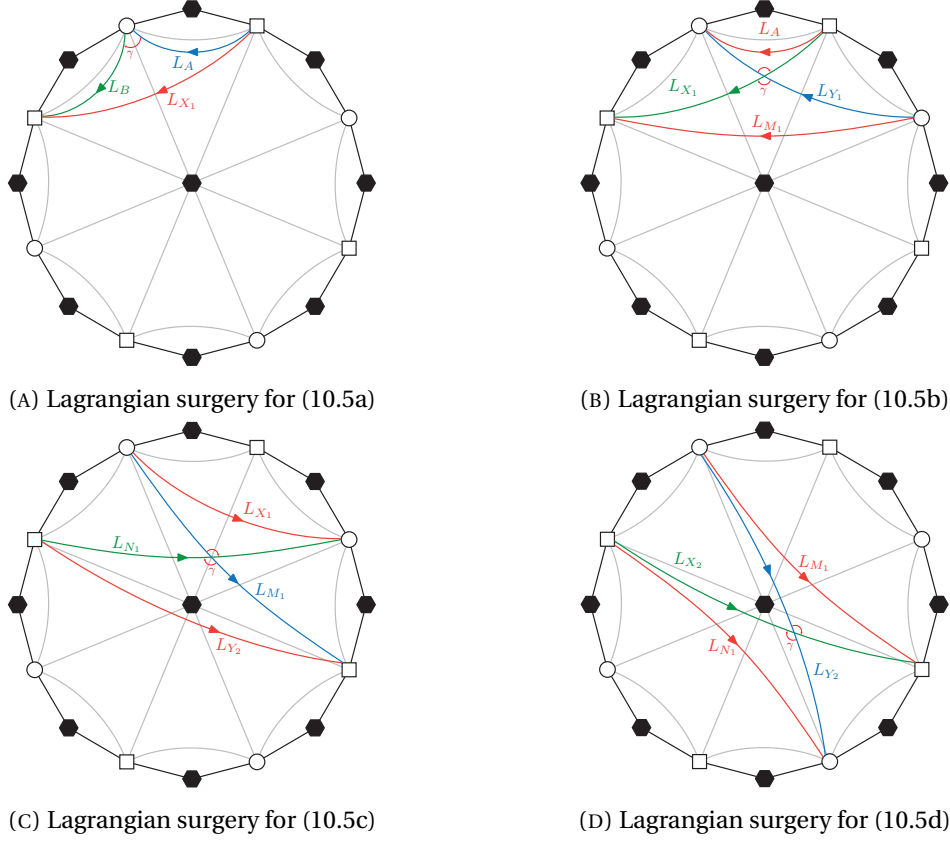 γ
L_A
L_B
L_{X_1}
(A) Lagrangian surgery for (10.5a)
L_A
L_{X_1}
γ
L_{Y_1}
L_{M_1}
(B) Lagrangian surgery for (10.5b)
L_{X_1}
L_{N_1}
γ
L_{M_1}
L_{Y_2}
(C) Lagrangian surgery for (10.5c)
L_{X_2}
L_{M_1}
γ
L_{N_1}
L_{Y_2}
(D) Lagrangian surgery for (10.5d)